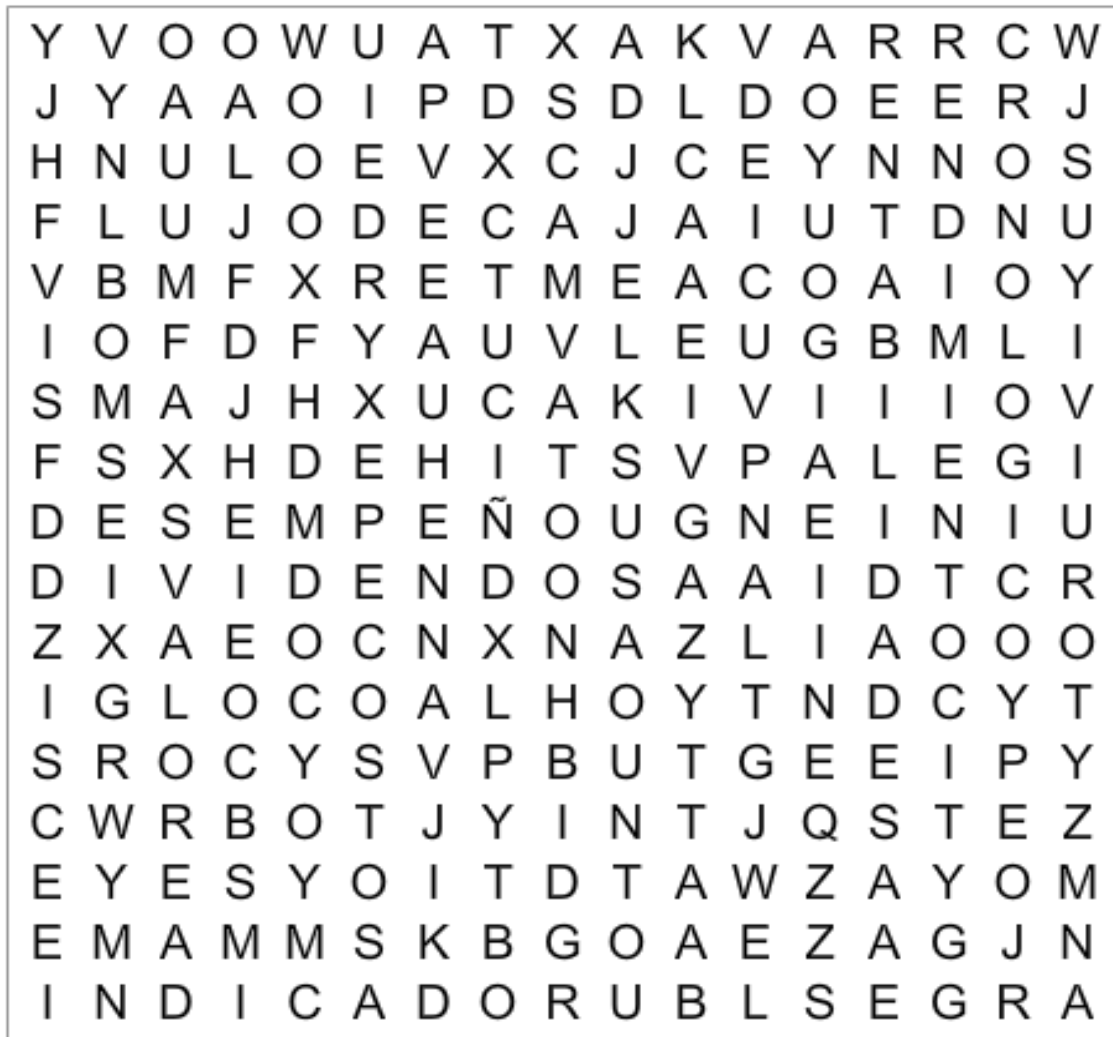 Y V O O W U A T X A K V A R R C W
J Y A A O I P D S D L D O E E R J
H N U L O E V X C J C E Y N N O S
F L U J O D E C A J A I U T D N U
V B M F X R E T M E A C O A I O Y
I O F D F Y A U V L E U G B M L I
S M A J H X U C A K I V I I I O V
F S X H D E H I T S V P A L E G I
D E S E M P E Ñ O U G N E I N I U
D I V I D E N D O S A A I D T C R
Z X A E O C N X N A Z L I A O O O
I G L O C O A L H O Y T N D C Y T
S R O C Y S V P B U T G E E I P Y
C W R B O T J Y I N T J Q S T E Z
E Y E S Y O I T D T A W Z A Y O M
E M A M M S K B G O A E Z A G J N
I N D I C A D O R U B L S E G R A